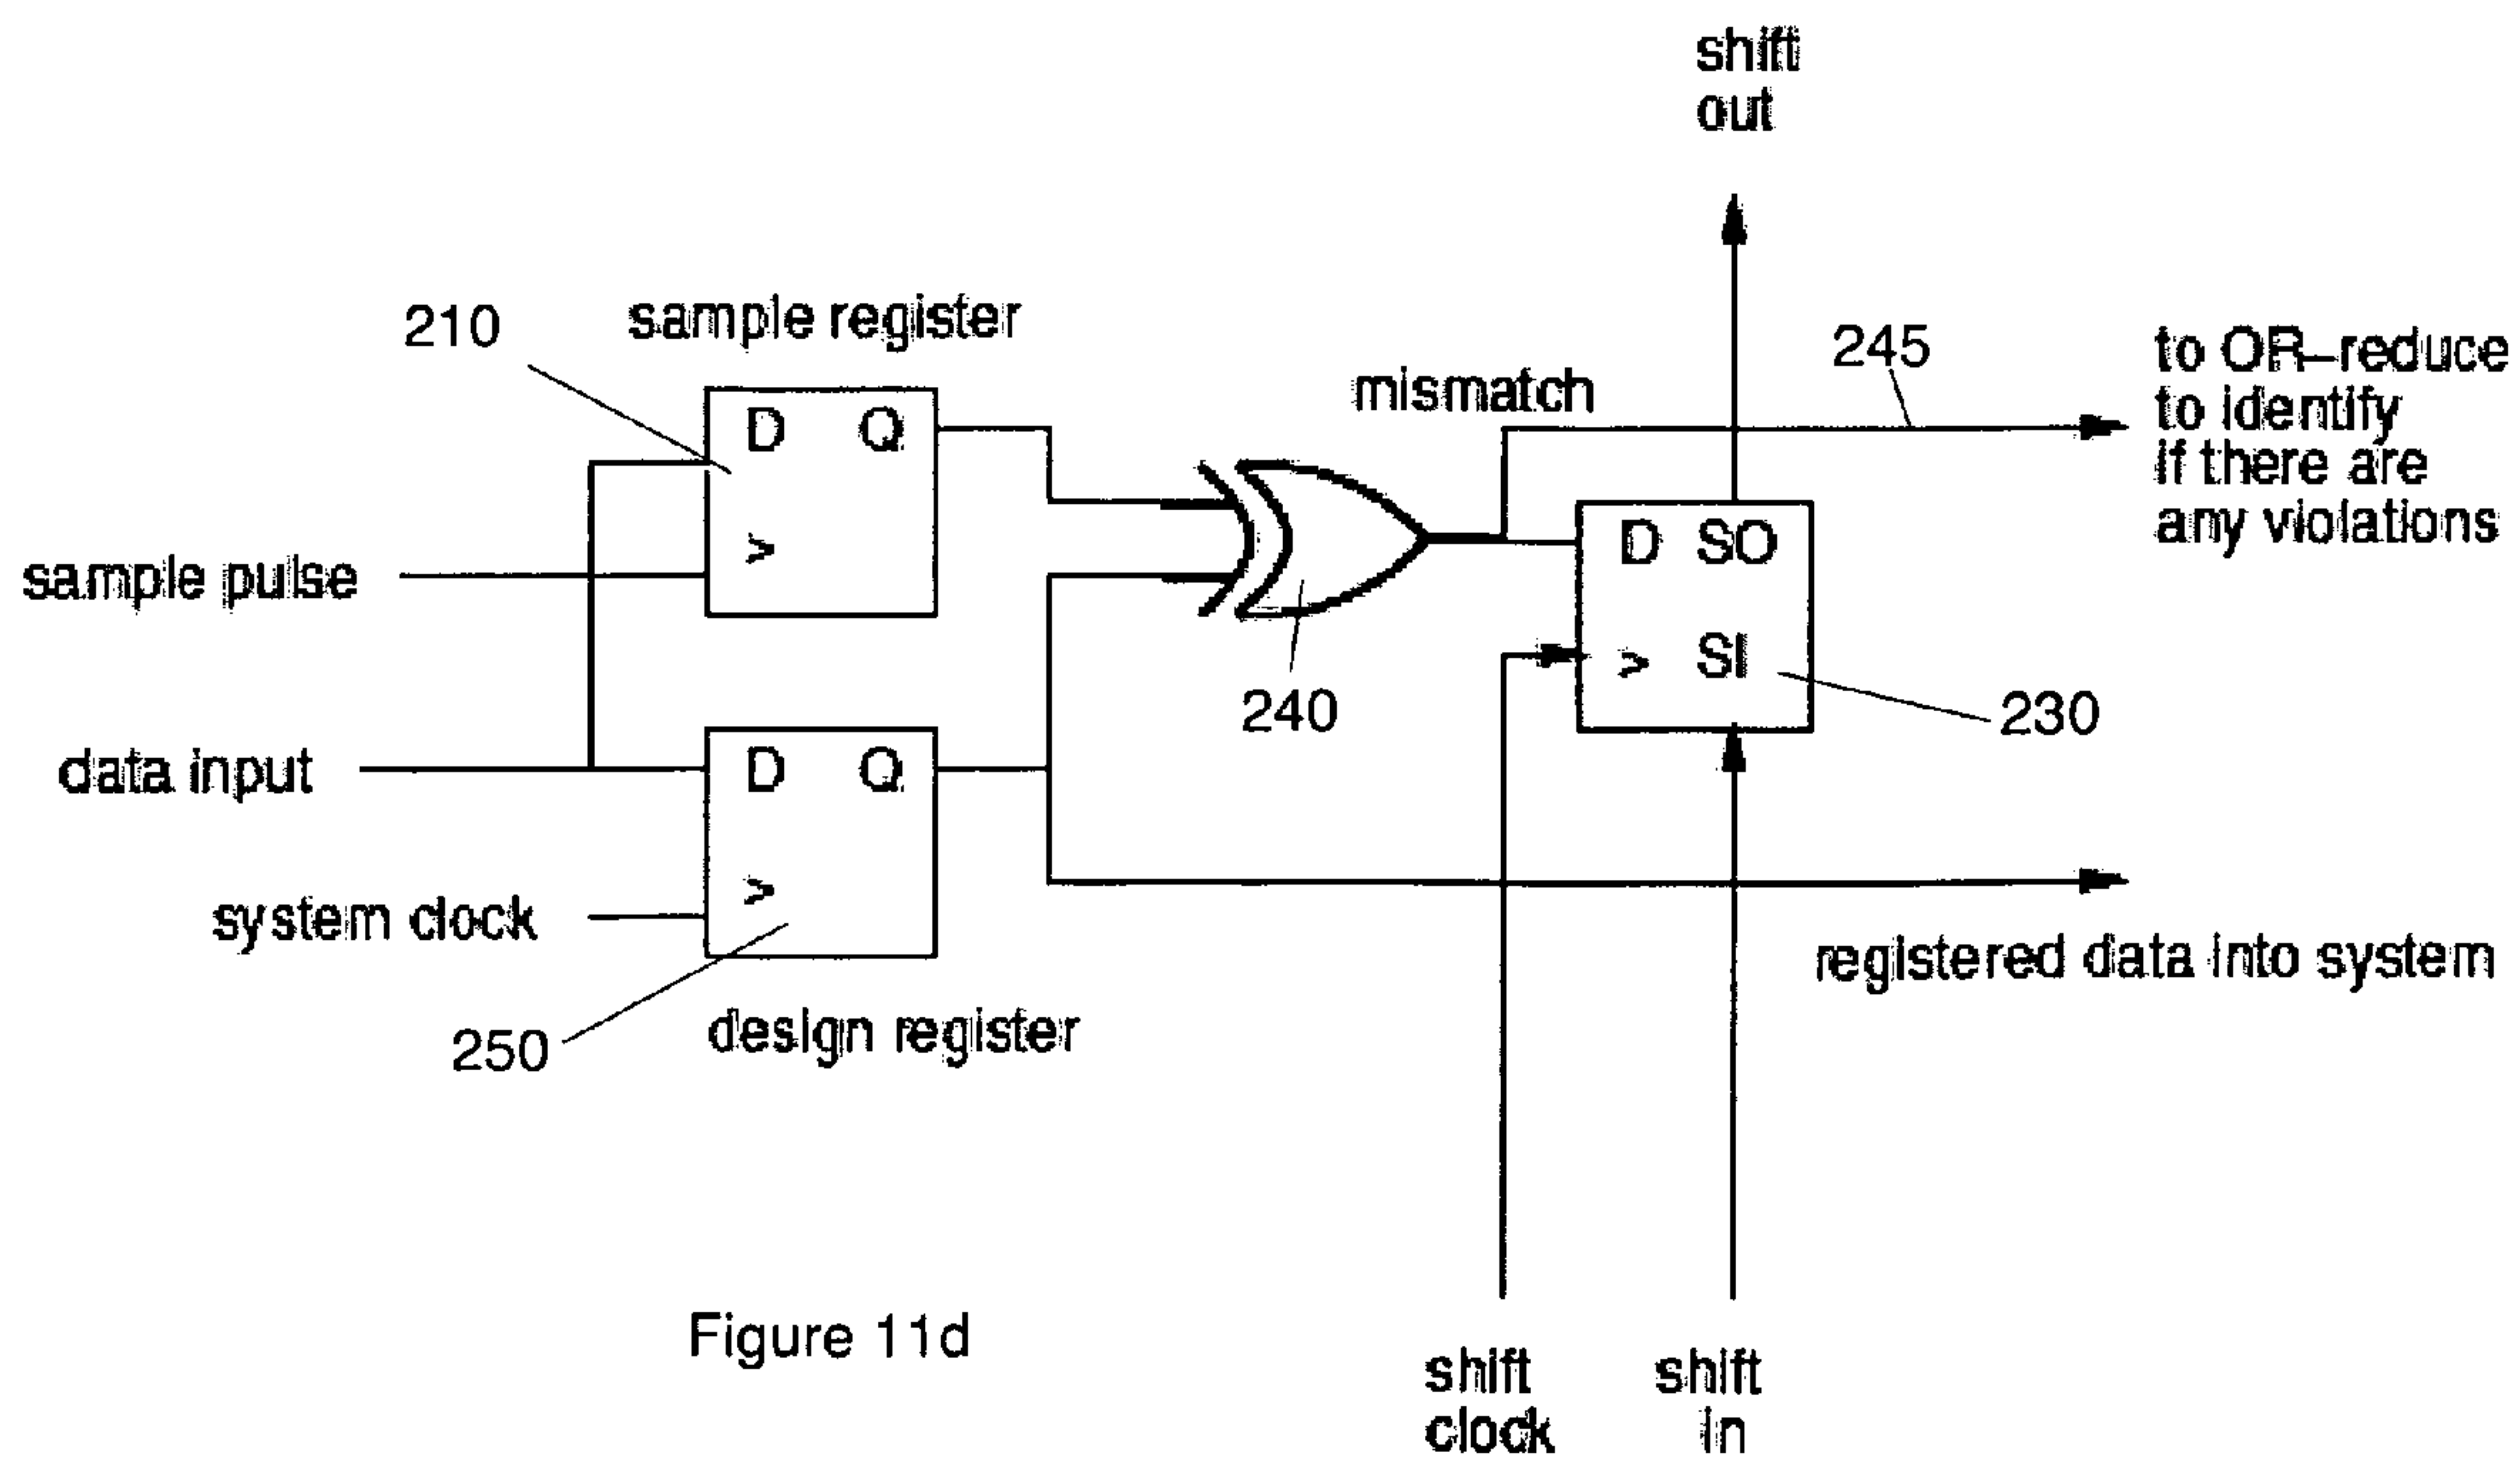 shift
out
210
sample register
245
to OR-reduce
to identify
if there are
any violations
mismatch
D Q
>
sample pulse
D SO
> SI
240
230
data input
D Q
>
system clock
registered data into system
250
design register
Figure 11d
shift
clock
shift
in